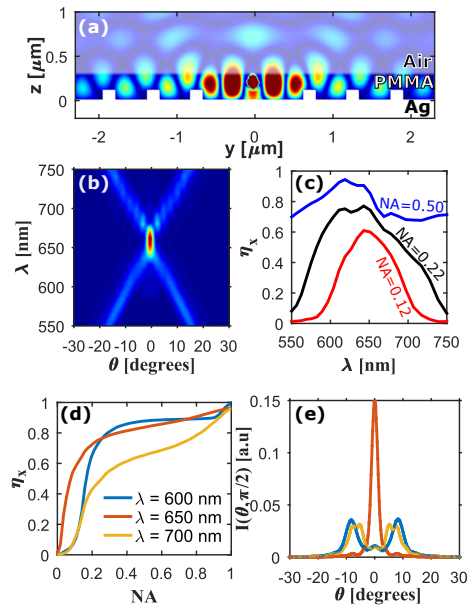 (a)
1
0.5
0
z [μm]
Air
PMMA
Ag
-2
-1
0
1
2
y [μm]
(b)
750
700
650
600
550
λ [nm]
-30
-20
-10
0
10
20
30
θ [degrees]
(c)
1
0.8
0.6
0.4
0.2
0
ηx
NA=0.50
NA=0.22
NA=0.12
550
600
650
700
750
λ [nm]
(d)
1
0.8
0.6
0.4
0.2
0
ηx
λ = 600 nm
λ = 650 nm
λ = 700 nm
0
0.2
0.4
0.6
0.8
1
NA
(e)
0.15
0.1
0.05
0
I(θ,π/2) [a.u]
-30
-20
-10
0
10
20
30
θ [degrees]